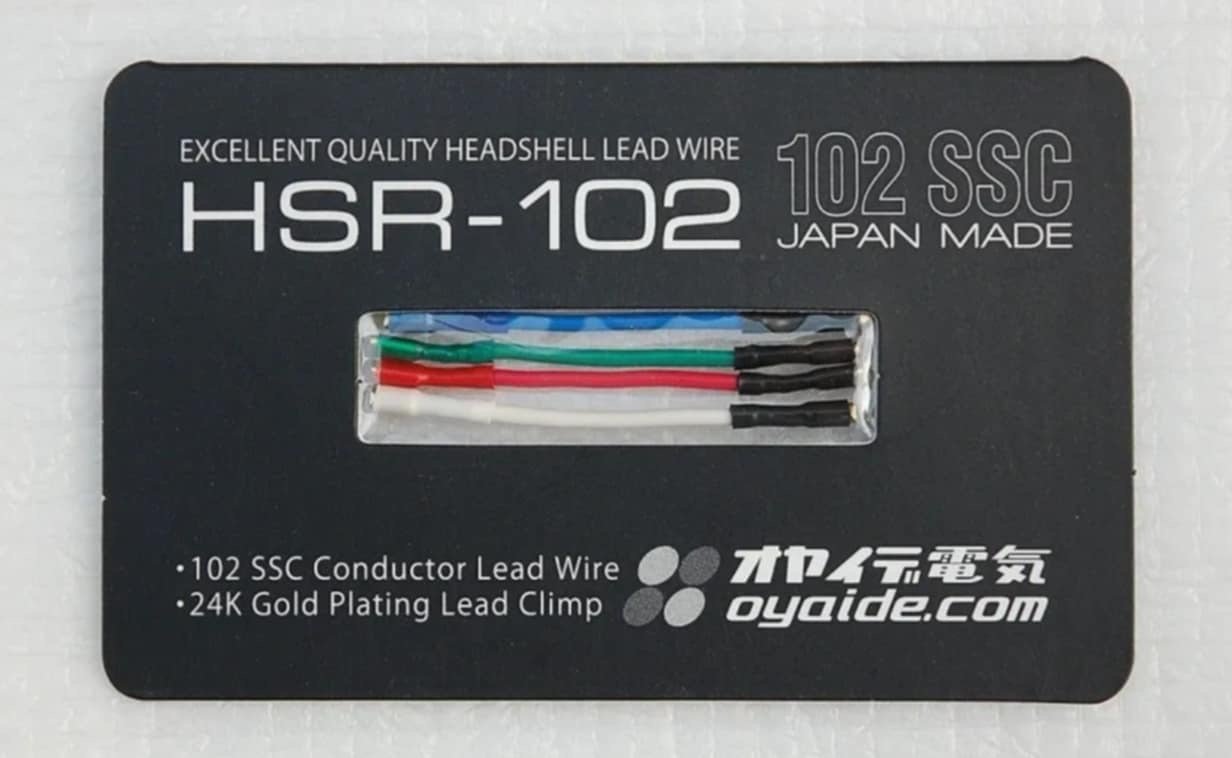 EXCELLENT QUALITY HEADSHELL LEAD WIRE
HSR-102
102 SSC
JAPAN MADE
・102 SSC Conductor Lead Wire
・24K Gold Plating Lead Climp
オヤイデ電気
oyaide.com